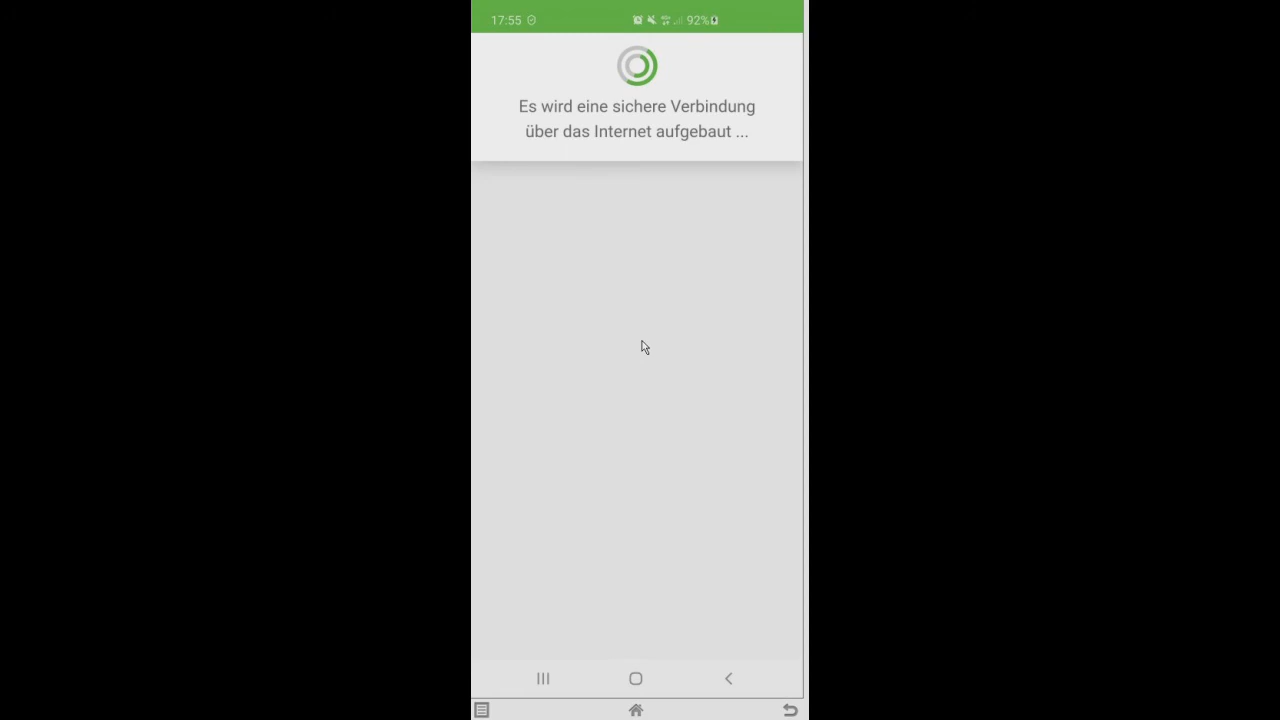 17:55
92%
Es wird eine sichere Verbindung
über das Internet aufgebaut ...